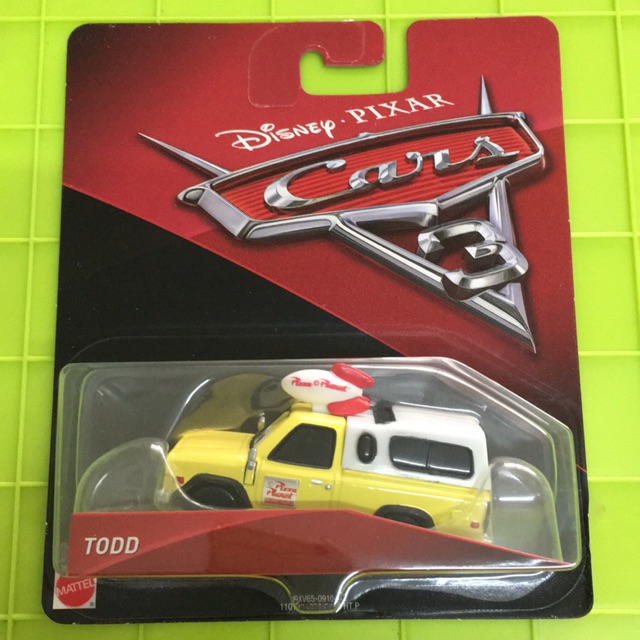 Disney · PIXAR
Cars
3
Pizza Planet
Pizza
Planet
TODD
MATTEL